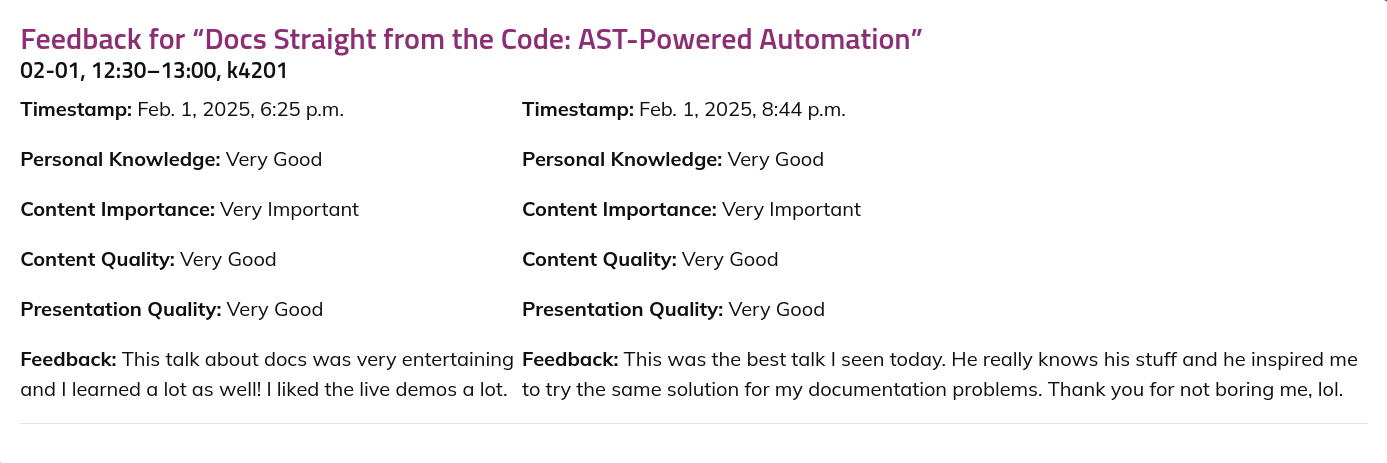 Feedback for “Docs Straight from the Code: AST-Powered Automation”
02-01, 12:30–13:00, k4201
Timestamp: Feb. 1, 2025, 6:25 p.m.
Personal Knowledge: Very Good
Content Importance: Very Important
Content Quality: Very Good
Presentation Quality: Very Good
Feedback: This talk about docs was very entertaining
and I learned a lot as well! I liked the live demos a lot.
Timestamp: Feb. 1, 2025, 8:44 p.m.
Personal Knowledge: Very Good
Content Importance: Very Important
Content Quality: Very Good
Presentation Quality: Very Good
Feedback: This was the best talk I seen today. He really knows his stuff and he inspired me
to try the same solution for my documentation problems. Thank you for not boring me, lol.